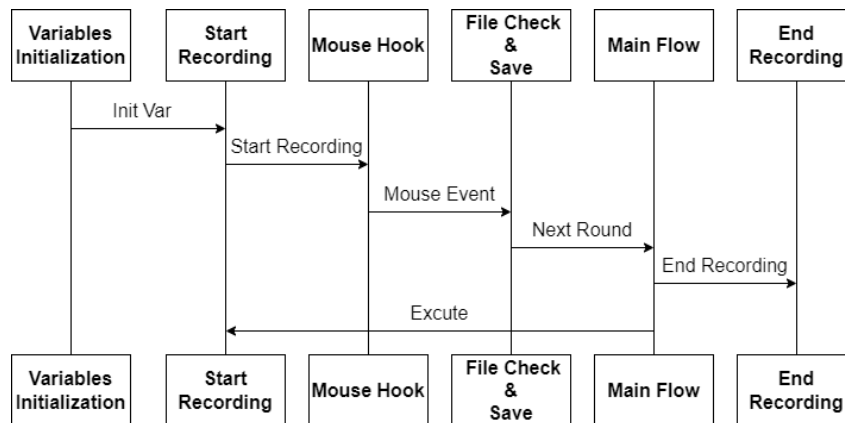 Variables
Initialization
Start
Recording
Mouse Hook
File Check
&
Save
Main Flow
End
Recording
Init Var
Start Recording
Mouse Event
Next Round
End Recording
Excute
Variables
Initialization
Start
Recording
Mouse Hook
File Check
&
Save
Main Flow
End
Recording